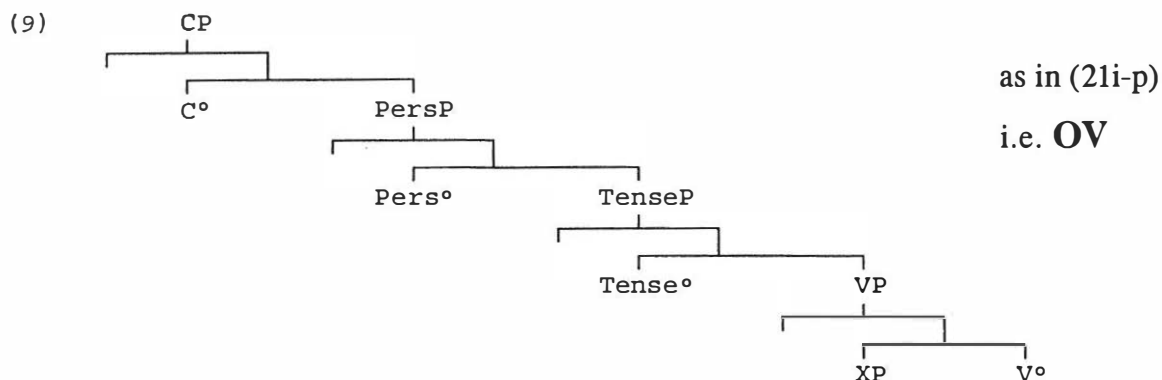 (9) CP
as in (21i-p)
C° PersP
i.e. OV
Pers° TenseP
Tense° VP
XP V°